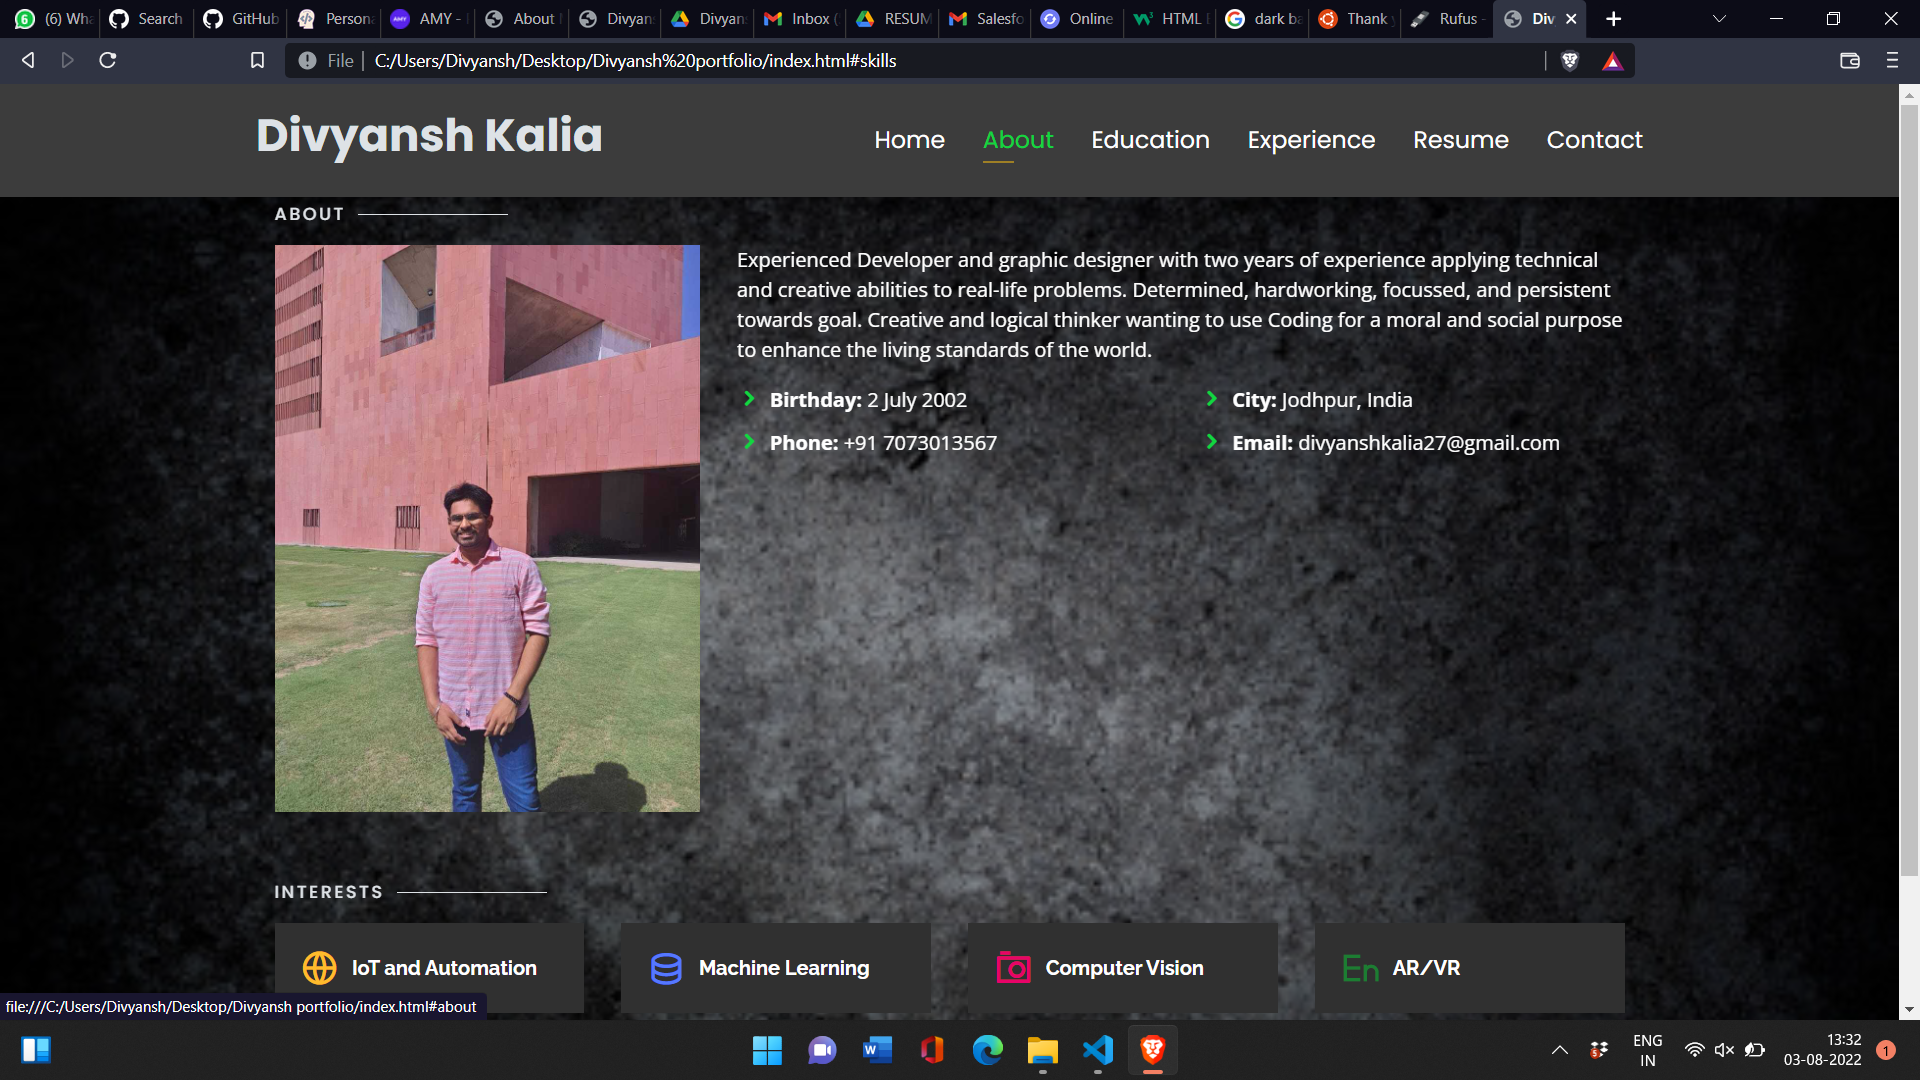 6 (6) Wha
Search
GitHub
Persona
AMY AMY -
About
Divyans
Divyans
Inbox (
RESUM
Salesfo
Online
HTML
dark ba
Thank
Rufus -
Div
File C:/Users/Divyansh/Desktop/Divyansh%20portfolio/index.html#skills
Divyansh Kalia
Home About Education Experience Resume Contact
ABOUT
Experienced Developer and graphic designer with two years of experience applying technical
and creative abilities to real-life problems. Determined, hardworking, focussed, and persistent
towards goal. Creative and logical thinker wanting to use Coding for a moral and social purpose
to enhance the living standards of the world.
Birthday: 2 July 2002
City: Jodhpur, India
Phone: +91 7073013567
Email: divyanshkalia27@gmail.com
INTERESTS
IoT and Automation
Machine Learning
Computer Vision
En AR/VR
file:///C:/Users/Divyansh/Desktop/Divyansh portfolio/index.html#about
ENG
IN
13:32
03-08-2022
1